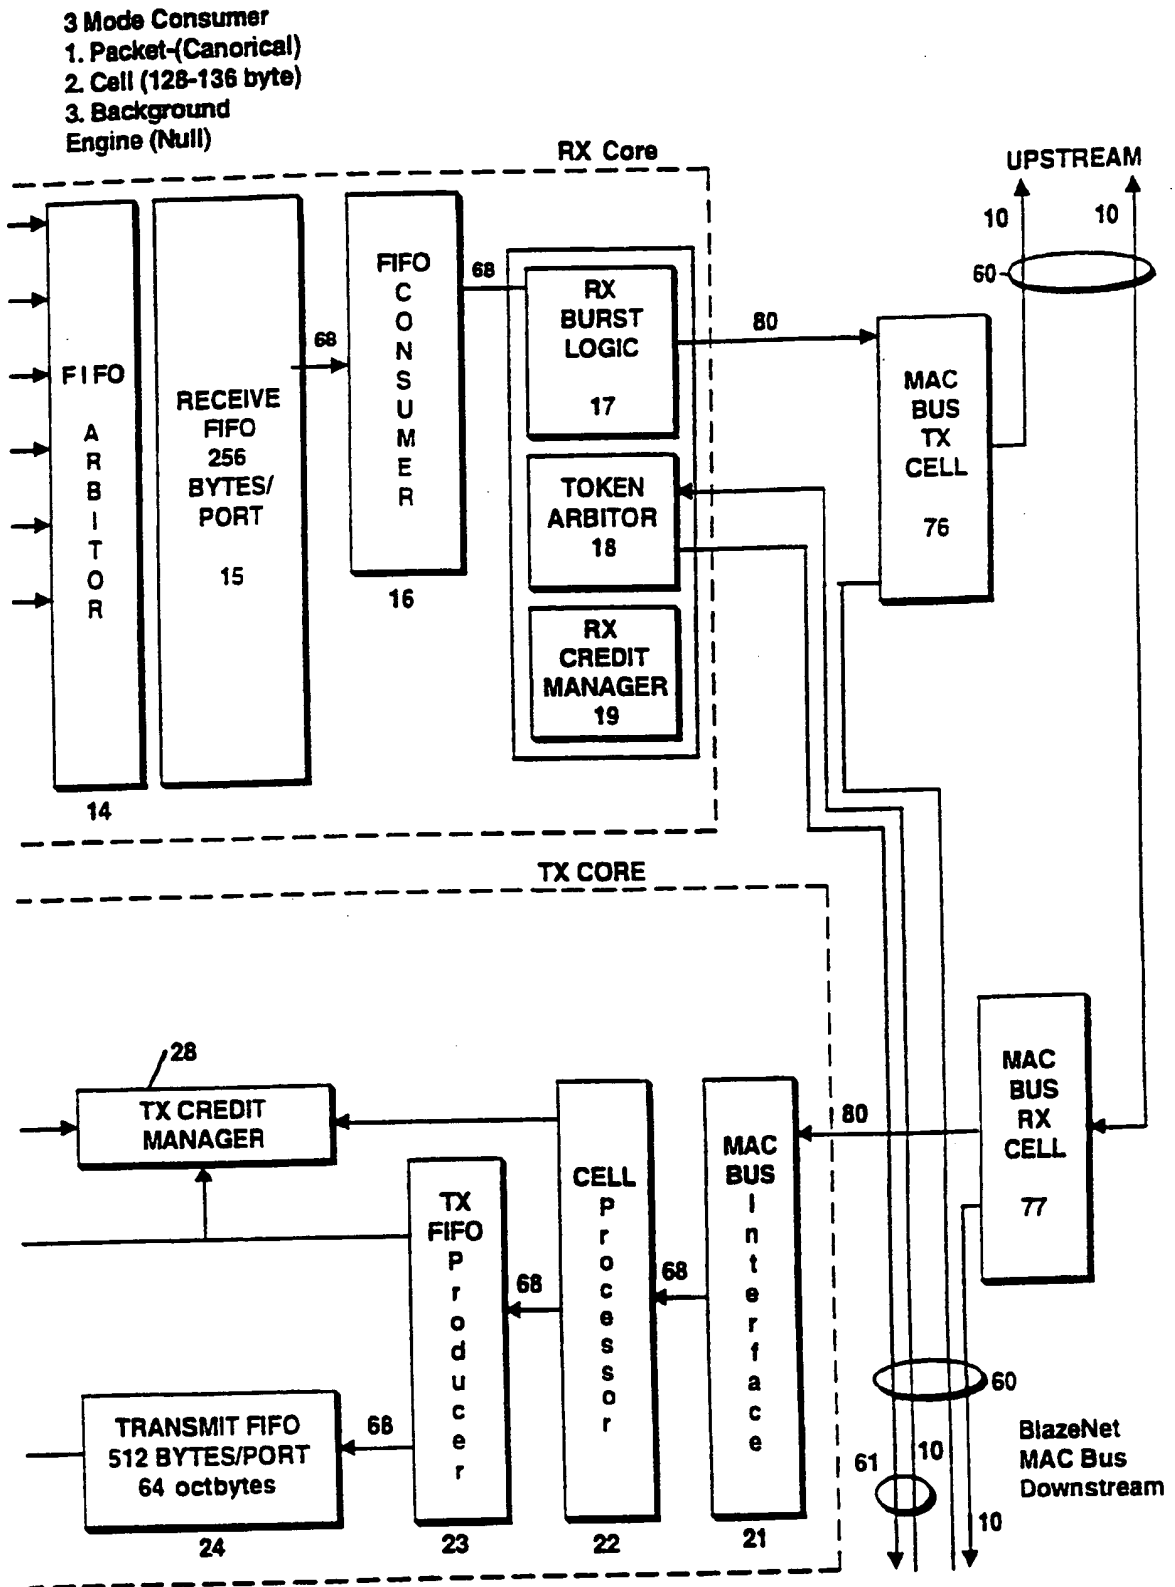 3 Mode Consumer
1. Packet-(Canorical)
2. Cell (128-136 byte)
3. Background
Engine (Null)
RX Core
UPSTREAM
10
10
60
FIFO
ARBITOR
14
RECEIVE
FIFO
256
BYTES/
PORT
15
68
FIFO
CONSUMER
16
68
RX
BURST
LOGIC
17
TOKEN
ARBITOR
18
RX
CREDIT
MANAGER
19
80
MAC
BUS
TX
CELL
76
TX CORE
28
TX CREDIT
MANAGER
TX
FIFO
Producer
23
CELL
Processor
22
MAC
BUS
Interface
21
80
MAC
BUS
RX
CELL
77
68
68
68
TRANSMIT FIFO
512 BYTES/PORT
64 octbytes
24
60
61
10
10
BlazeNet
MAC Bus
Downstream